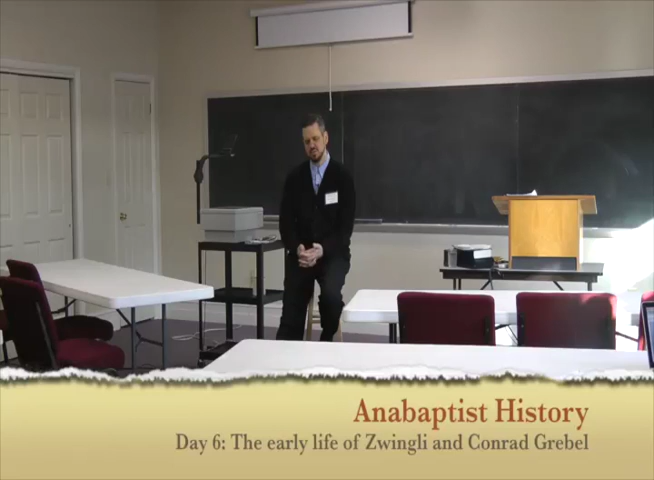 Anabaptist History
Day 6: The early life of Zwingli and Conrad Grebel